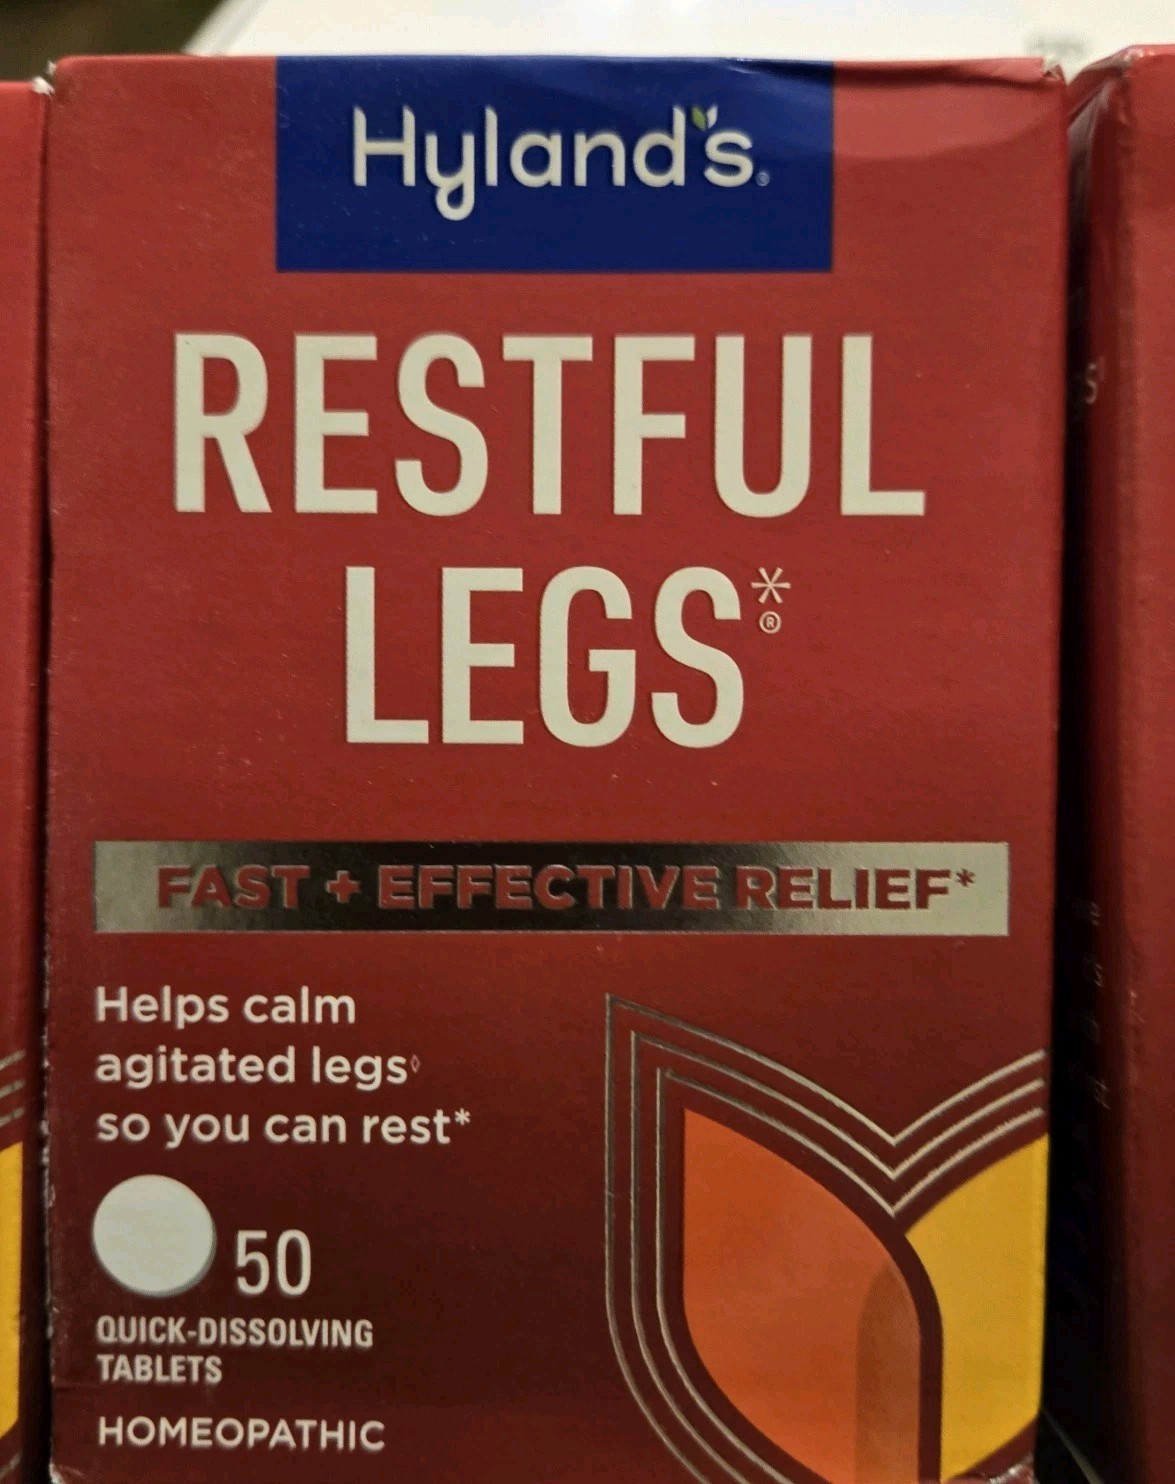 Hyland's®
RESTFUL
LEGS*®
FAST + EFFECTIVE RELIEF*
Helps calm
agitated legs◊
so you can rest*
50
QUICK-DISSOLVING
TABLETS
HOMEOPATHIC